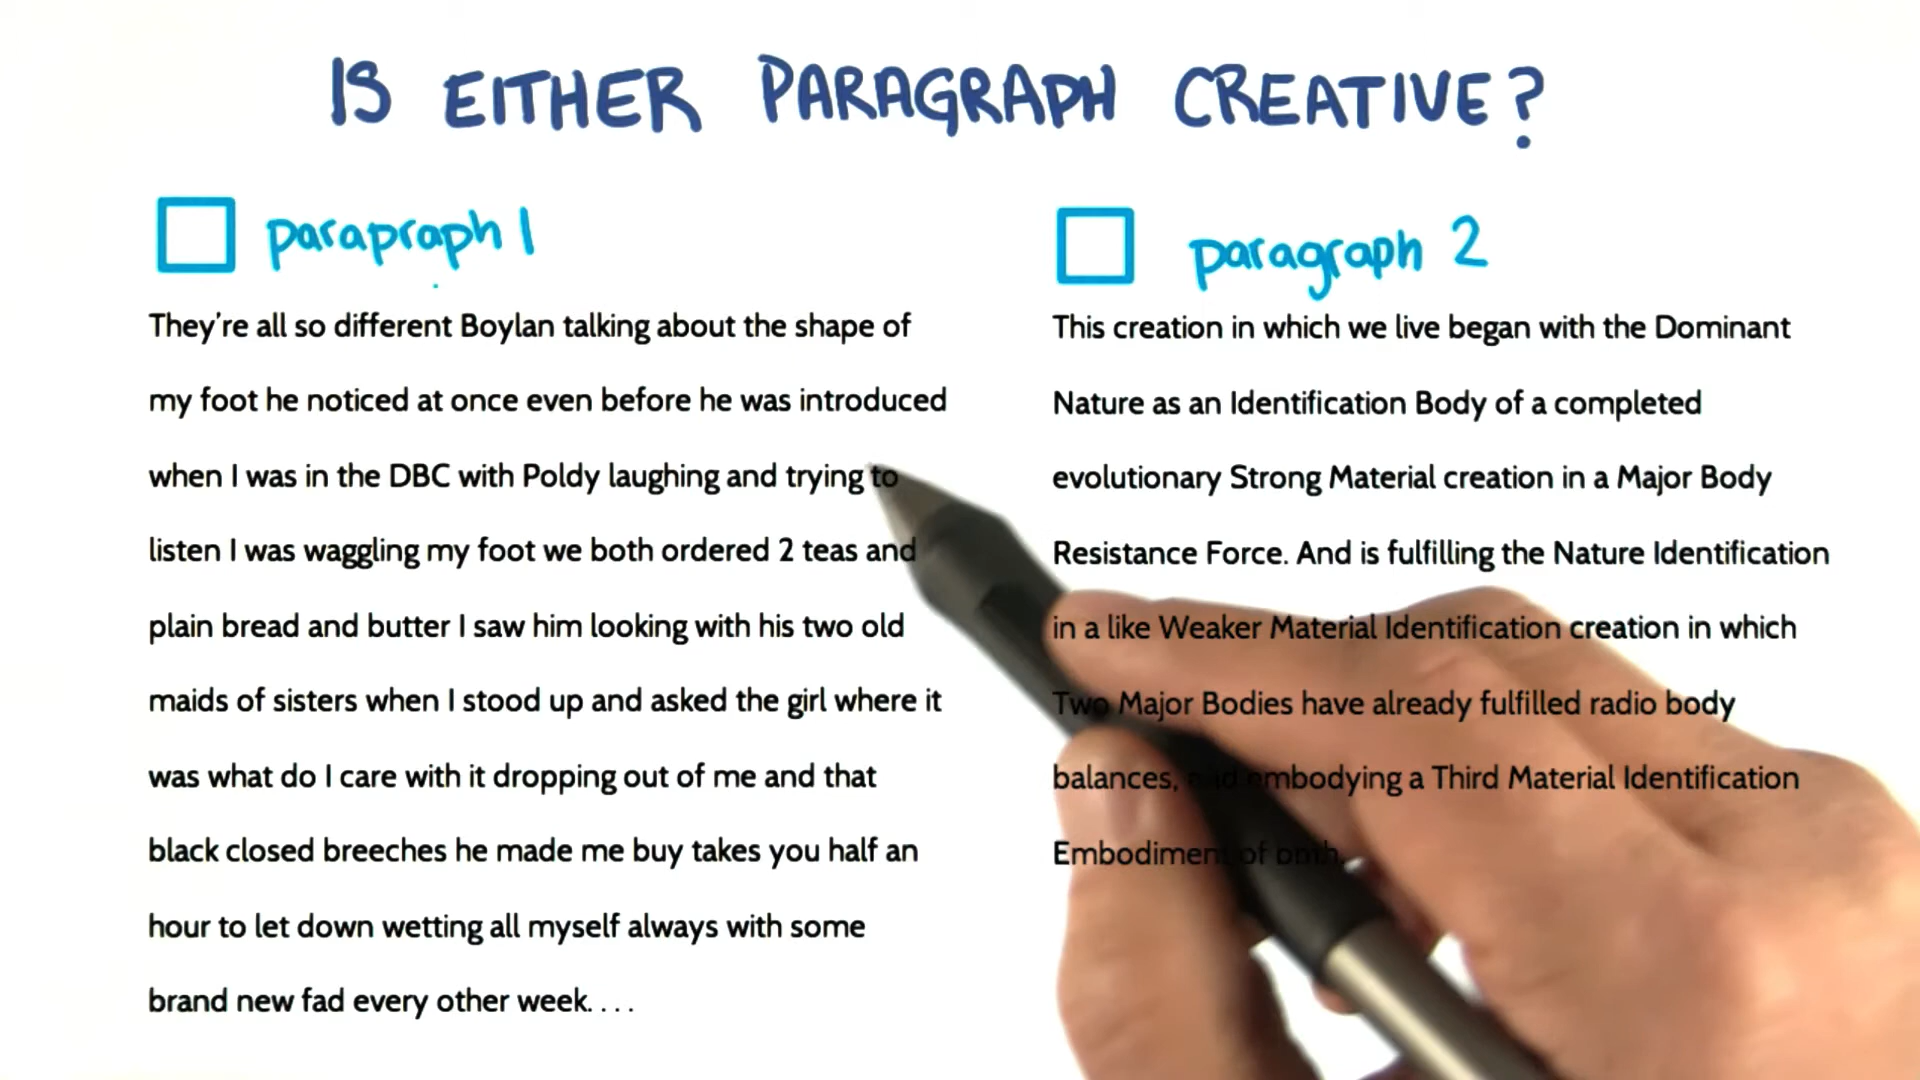 IS EITHER PARAGRAPH CREATIVE?
parapraph 1
They're all so different Boylan talking about the shape of
my foot he noticed at once even before he was introduced
when I was in the DBC with Poldy laughing and trying to
listen I was waggling my foot we both ordered 2 teas and
plain bread and butter I saw him looking with his two old
maids of sisters when I stood up and asked the girl where it
was what do I care with it dropping out of me and that
black closed breeches he made me buy takes you half an
hour to let down wetting all myself always with some
brand new fad every other week....
paragraph 2
This creation in which we live began with the Dominant
Nature as an Identification Body of a completed
evolutionary Strong Material creation in a Major Body
Resistance Force. And is fulfilling the Nature Identification
in a like Weaker Material Identification creation in which
Two Major Bodies have already fulfilled radio body
balances, and embodying a Third Material Identification
Embodiment of both.